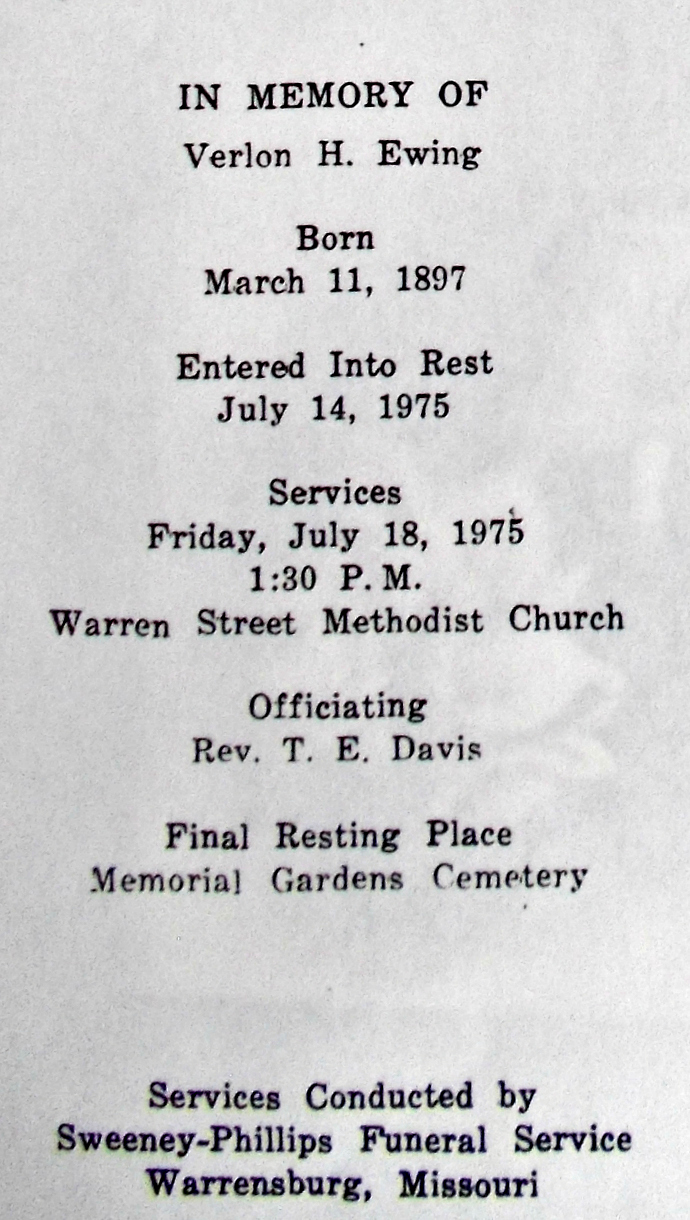 IN MEMORY OF
Verlon H. Ewing
Born
March 11, 1897
Entered Into Rest
July 14, 1975
Services
Friday, July 18, 1975
1:30 P.M.
Warren Street Methodist Church
Officiating
Rev. T. E. Davis
Final Resting Place
Memorial Gardens Cemetery
Services Conducted by
Sweeney-Phillips Funeral Service
Warrensburg, Missouri